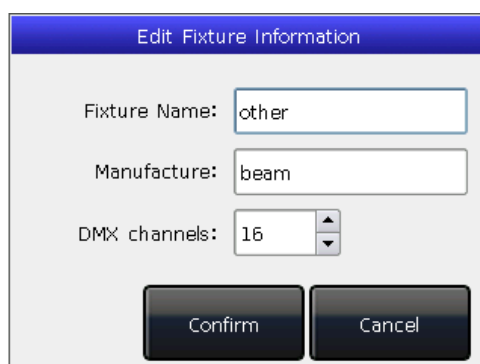 Edit Fixture Information
Fixture Name: other
Manufacture: beam
DMX channels: 16
Confirm Cancel